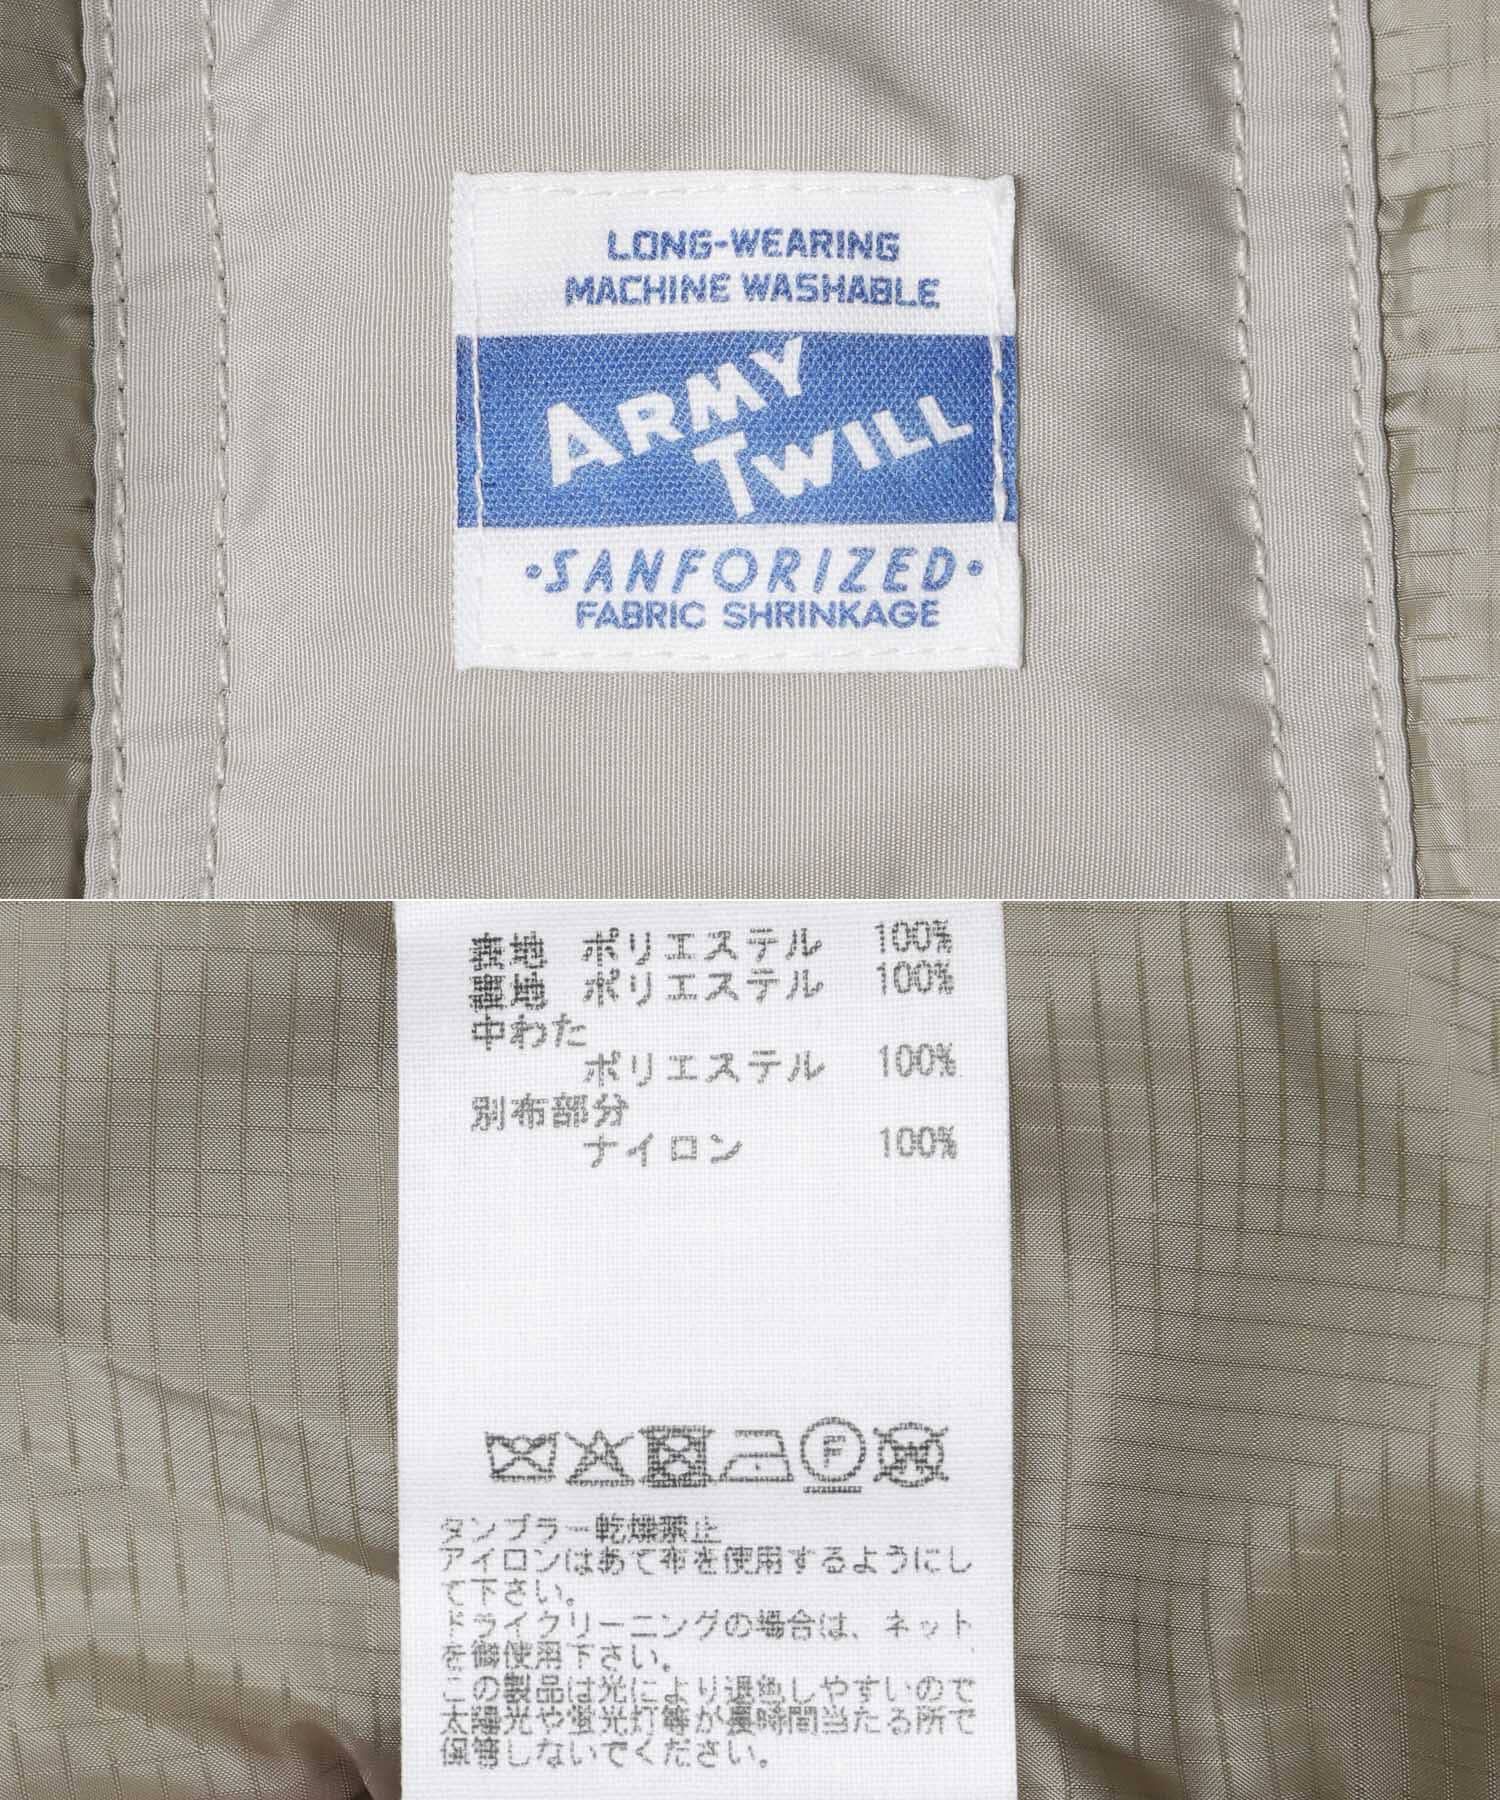 LONG-WEARING
MACHINE WASHABLE
ARMY
TWILL
•SANFORIZED•
FABRIC SHRINKAGE
表地 ポリエステル 100%
裏地 ポリエステル 100%
中わた
ポリエステル 100%
別布部分
ナイロン 100%
F
W
タンブラー乾燥禁止
アイロンはあて布を使用するようにし
て下さい。
ドライクリーニングの場合は、ネット
を御使用下さい。
この製品は光により退色しやすいので
太陽光や蛍光灯等が長時間当たる所で
保管しないでください。